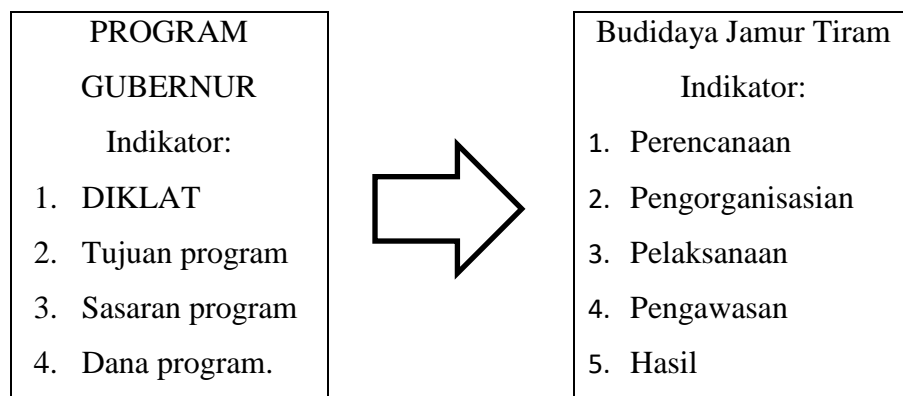 PROGRAM
GUBERNUR
Indikator:
1. DIKLAT
2. Tujuan program
3. Sasaran program
4. Dana program.
Budidaya Jamur Tiram
Indikator:
1. Perencanaan
2. Pengorganisasian
3. Pelaksanaan
4. Pengawasan
5. Hasil